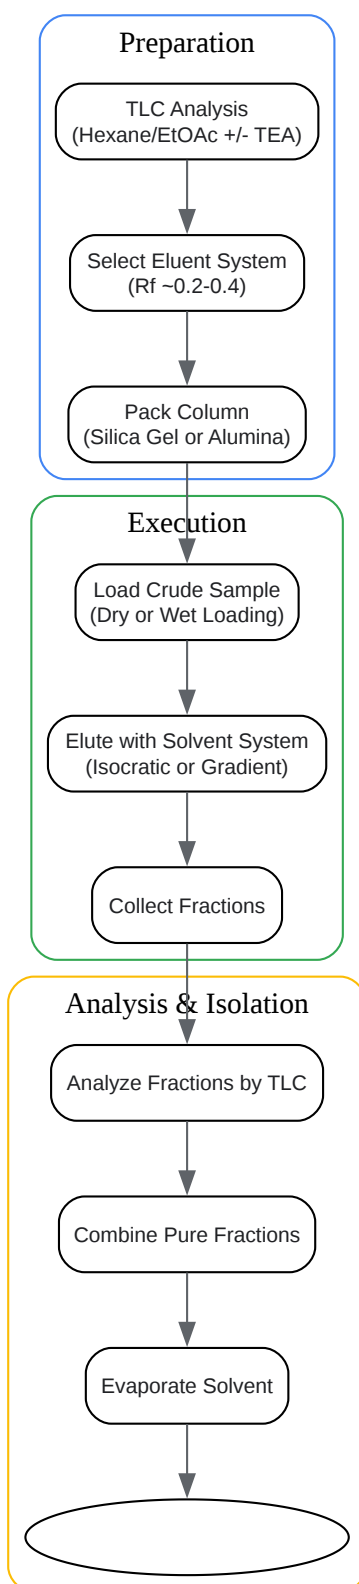 Preparation
TLC Analysis
(Hexane/EtOAc +/- TEA)
Select Eluent System
(Rf ~0.2-0.4)
Pack Column
(Silica Gel or Alumina)
Execution
Load Crude Sample
(Dry or Wet Loading)
Elute with Solvent System
(Isocratic or Gradient)
Collect Fractions
Analysis & Isolation
Analyze Fractions by TLC
Combine Pure Fractions
Evaporate Solvent